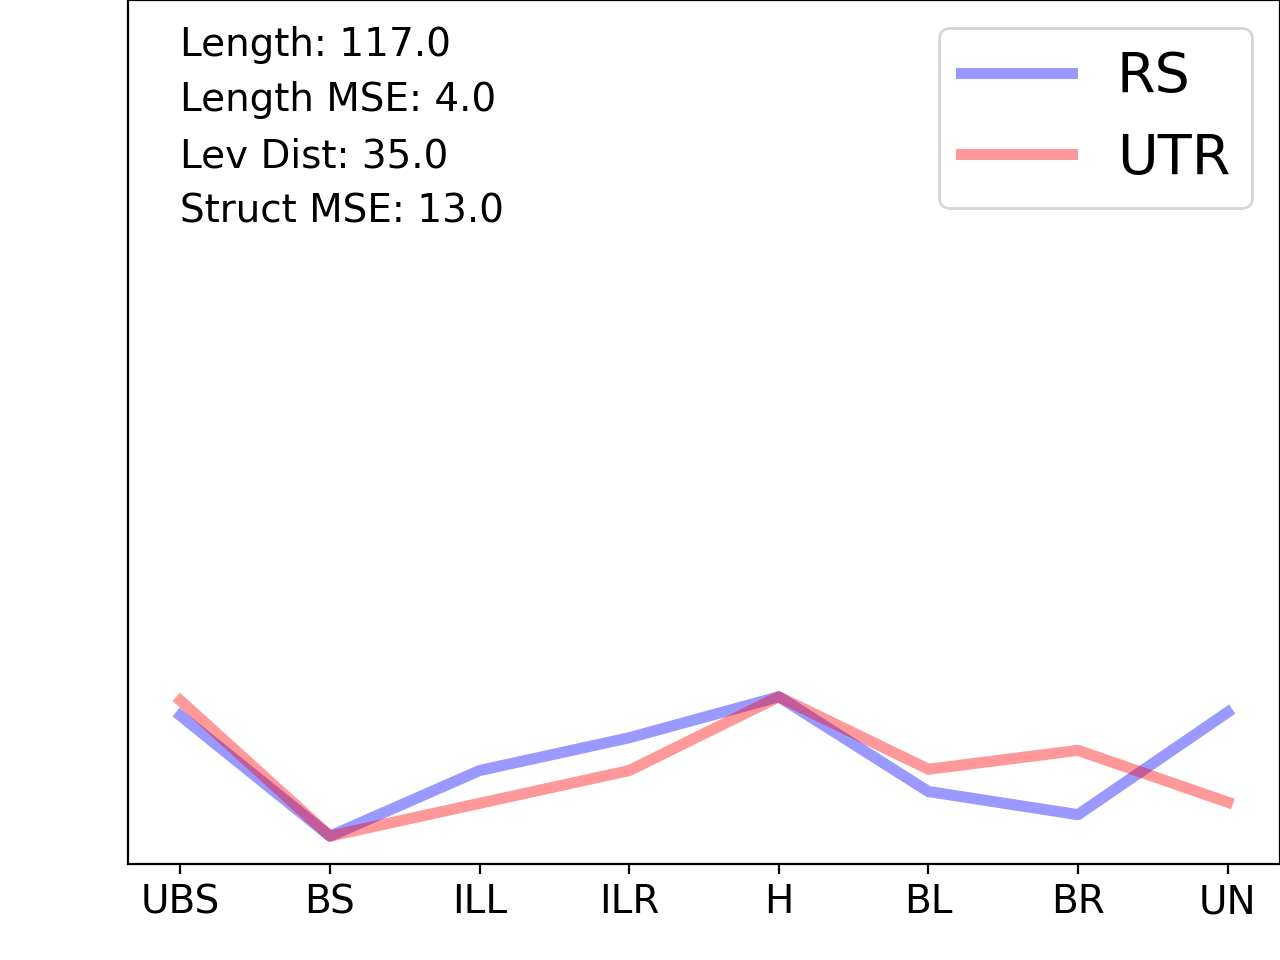 Length: 117.0
Length MSE: 4.0
Lev Dist: 35.0
Struct MSE: 13.0
RS
UTR
UBS BS ILL ILR H BL BR UN